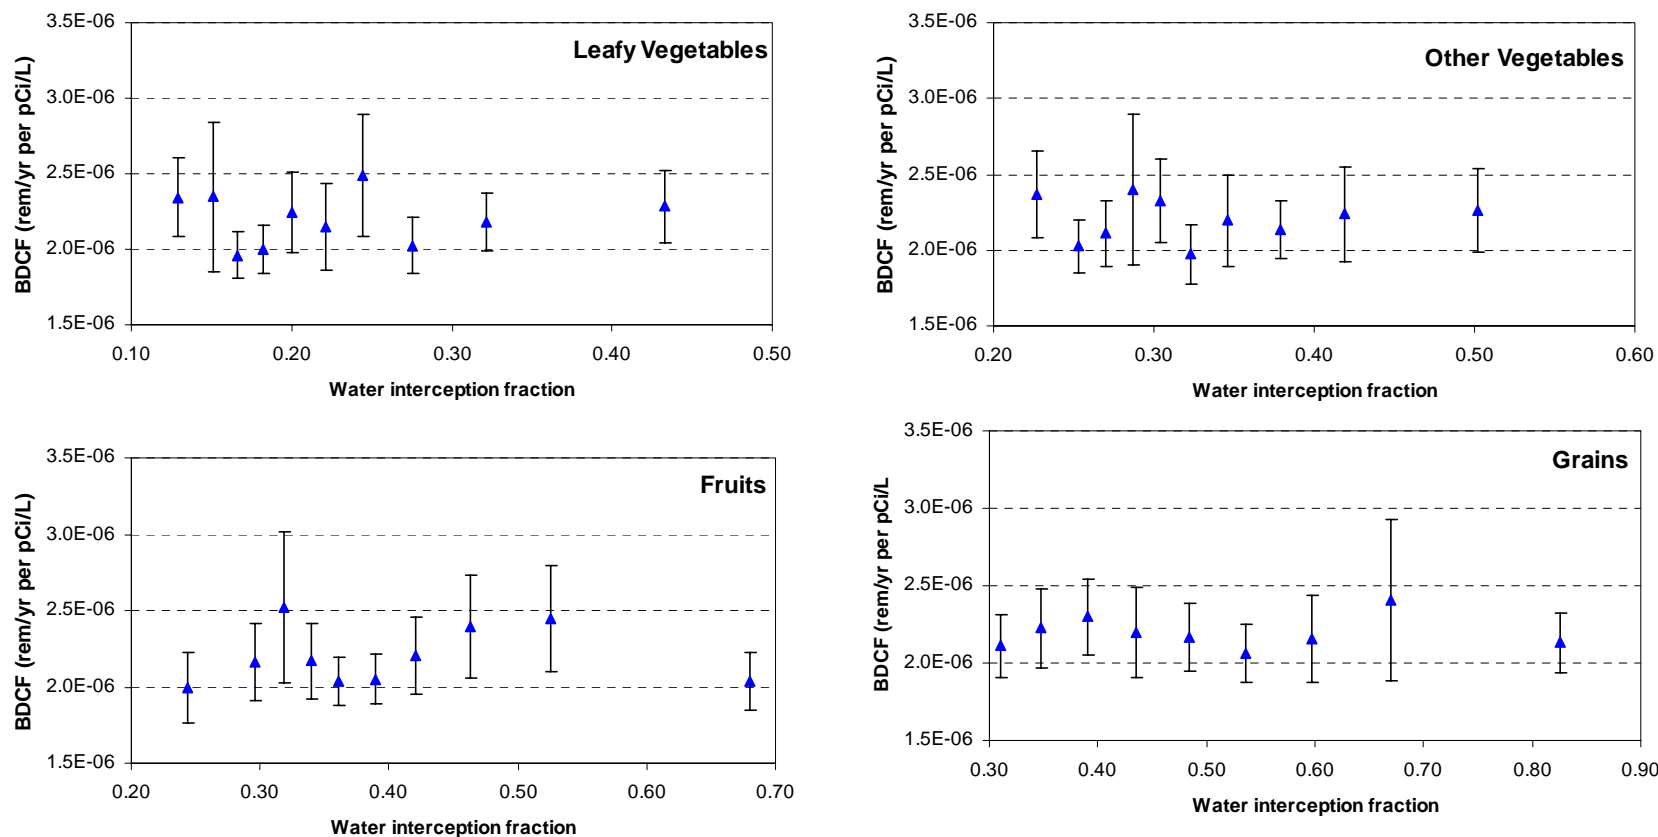 Leafy Vegetables
BDCF (rem/yr per pCi/L)
3.5E-06
3.0E-06
2.5E-06
2.0E-06
1.5E-06
0.10 0.20 0.30 0.40 0.50
Water interception fraction
Other Vegetables
BDCF (rem/yr per pCi/L)
3.5E-06
3.0E-06
2.5E-06
2.0E-06
1.5E-06
0.20 0.30 0.40 0.50 0.60
Water interception fraction
Fruits
BDCF (rem/yr per pCi/L)
3.5E-06
3.0E-06
2.5E-06
2.0E-06
1.5E-06
0.20 0.30 0.40 0.50 0.60 0.70
Water interception fraction
Grains
BDCF (rem/yr per pCi/L
3.5E-06
3.0E-06
2.5E-06
2.0E-06
1.5E-06
0.30 0.40 0.50 0.60 0.70 0.80 0.90
Water interception fraction